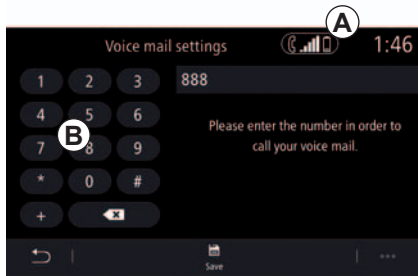 Voice mail settings
A
1:46
1 2 3
888
4 5 6
Please enter the number in order to
call your voice mail.
B
7 8 9
* 0 #
+
Save
...